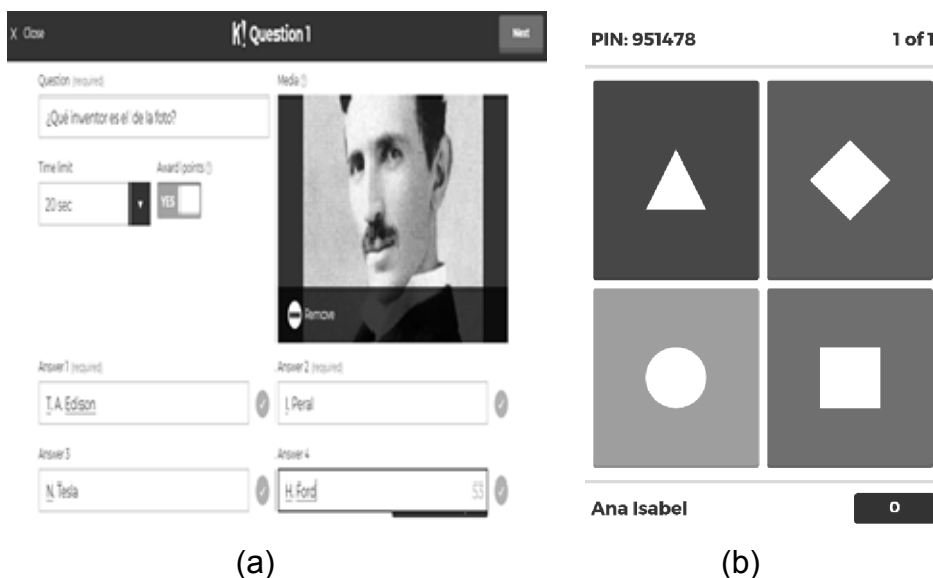 X Close
K! Question 1
Next
Question (required)
¿Qué inventor es el de la foto?
Time limit
20 sec
Award points
YES
Media
Remove
Answer 1 (required)
T. A. Edison
Answer 2 (required)
I. Peral
Answer 3
N. Tesla
Answer 4
H. Ford
53
(a)
PIN: 951478
1 of 1
Ana Isabel
0
(b)